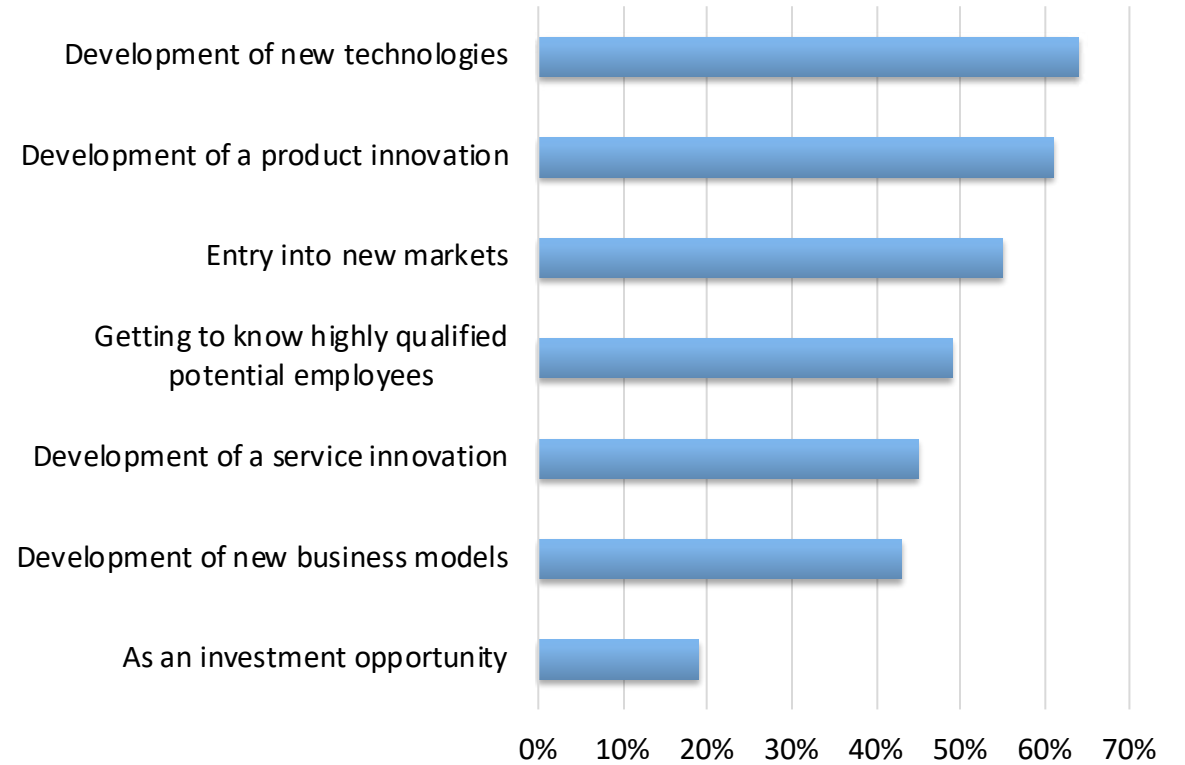 Development of new technologies
Development of a product innovation
Entry into new markets
Getting to know highly qualified
potential employees
Development of a service innovation
Development of new business models
As an investment opportunity
0% 10% 20% 30% 40% 50% 60% 70%